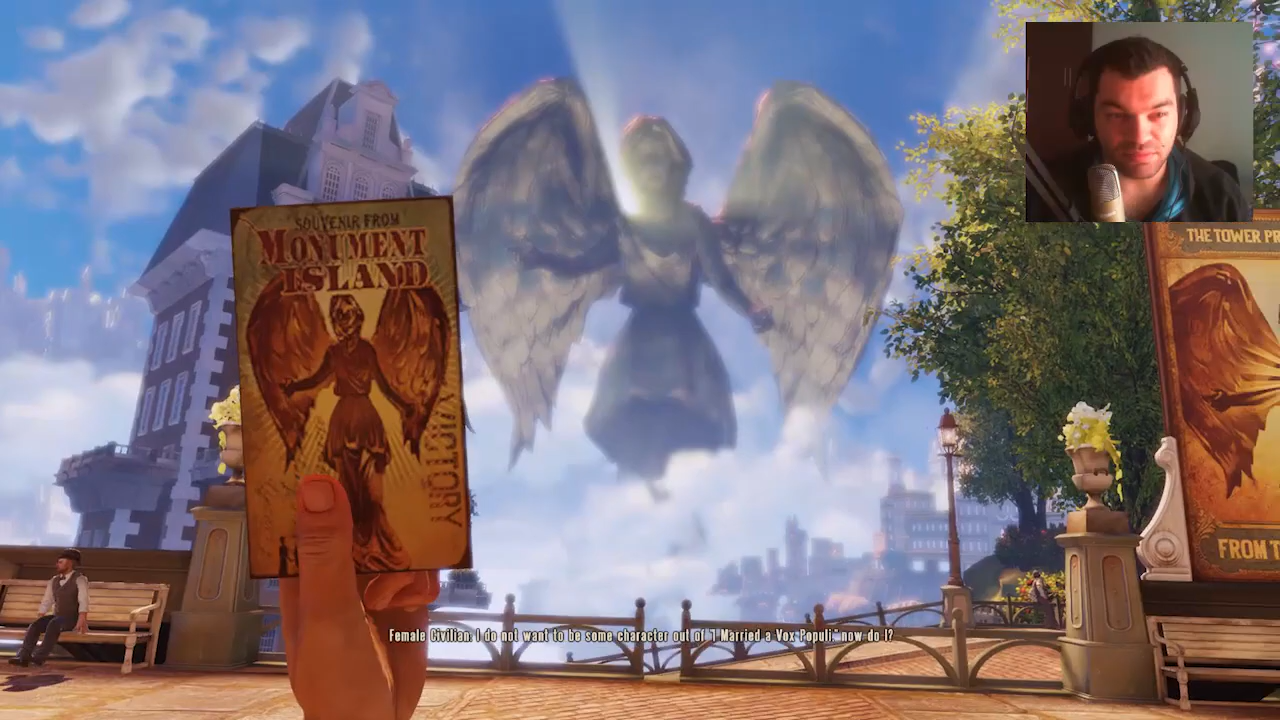 SOUVENIR FROM
MONUMENT
ISLAND
VICTORY
THE TOWER PR
FROM T
Female Civilian: I do not want to be some character out of "I Married a Vox Populi" now do I?